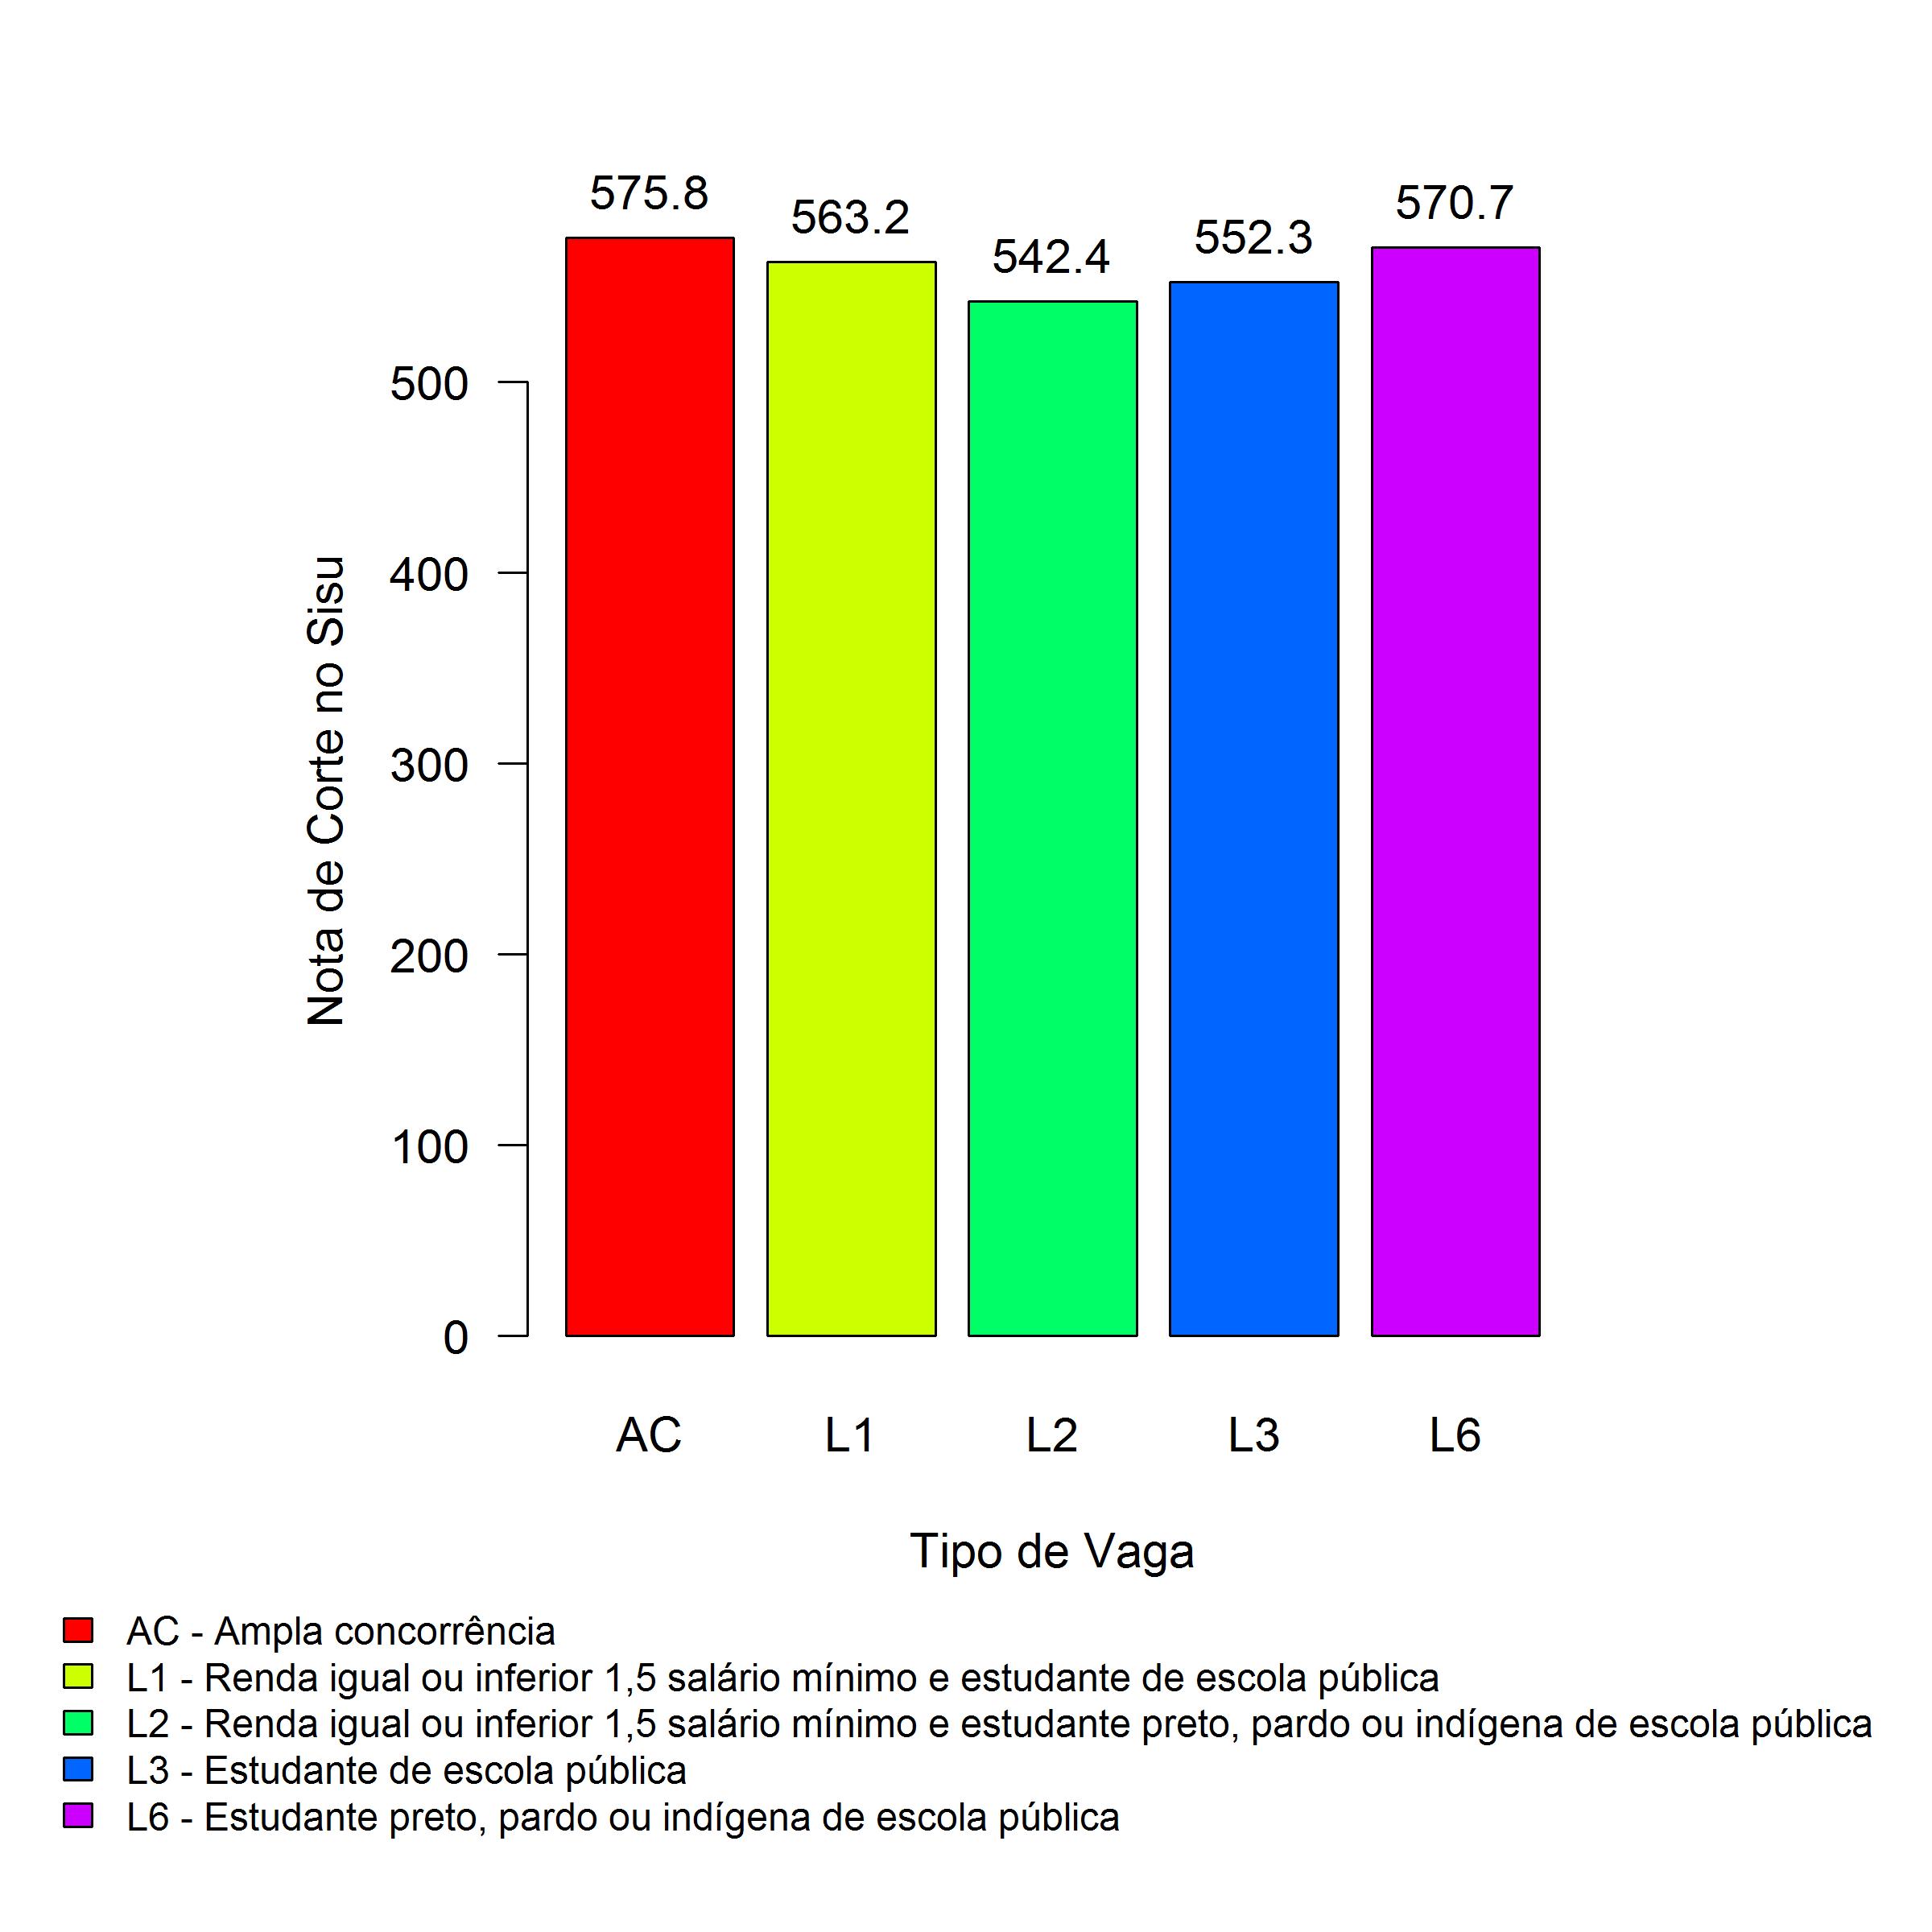 575.8
563.2
542.4
552.3
570.7
500
400
300
200
100
0
Nota de Corte no Sisu
AC L1 L2 L3 L6
Tipo de Vaga
AC - Ampla concorrência
L1 - Renda igual ou inferior 1,5 salário mínimo e estudante de escola pública
L2 - Renda igual ou inferior 1,5 salário mínimo e estudante preto, pardo ou indígena de escola pública
L3 - Estudante de escola pública
L6 - Estudante preto, pardo ou indígena de escola pública